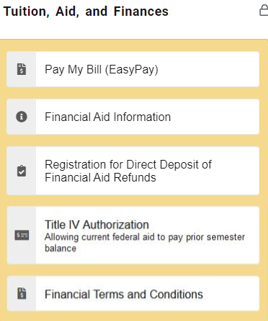 Tuition, Aid, and Finances
Pay My Bill (EasyPay)
Financial Aid Information
Registration for Direct Deposit of
Financial Aid Refunds
Title IV Authorization
Allowing current federal aid to pay prior semester
balance
Financial Terms and Conditions